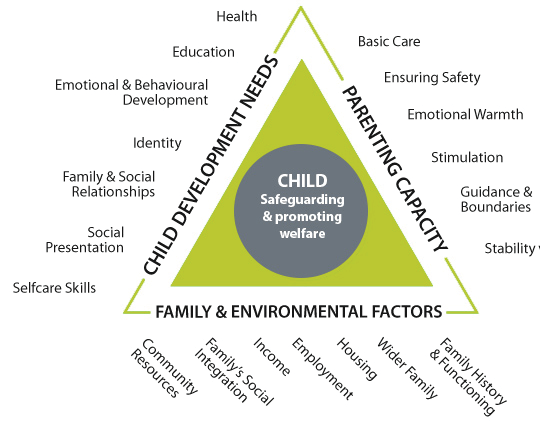 Health
Education
Emotional & Behavioural
Development
Identity
Family & Social
Relationships
Social
Presentation
Selfcare Skills
CHILD DEVELOPMENT NEEDS
PARENTING CAPACITY
Basic Care
Ensuring Safety
Emotional Warmth
Stimulation
Guidance &
Boundaries
Stability
CHILD
Safeguarding
& promoting
welfare
FAMILY & ENVIRONMENTAL FACTORS
Community
Resources
Family's Social
Integration
Income
Employment
Housing
Wider Family
Family History
& Functioning